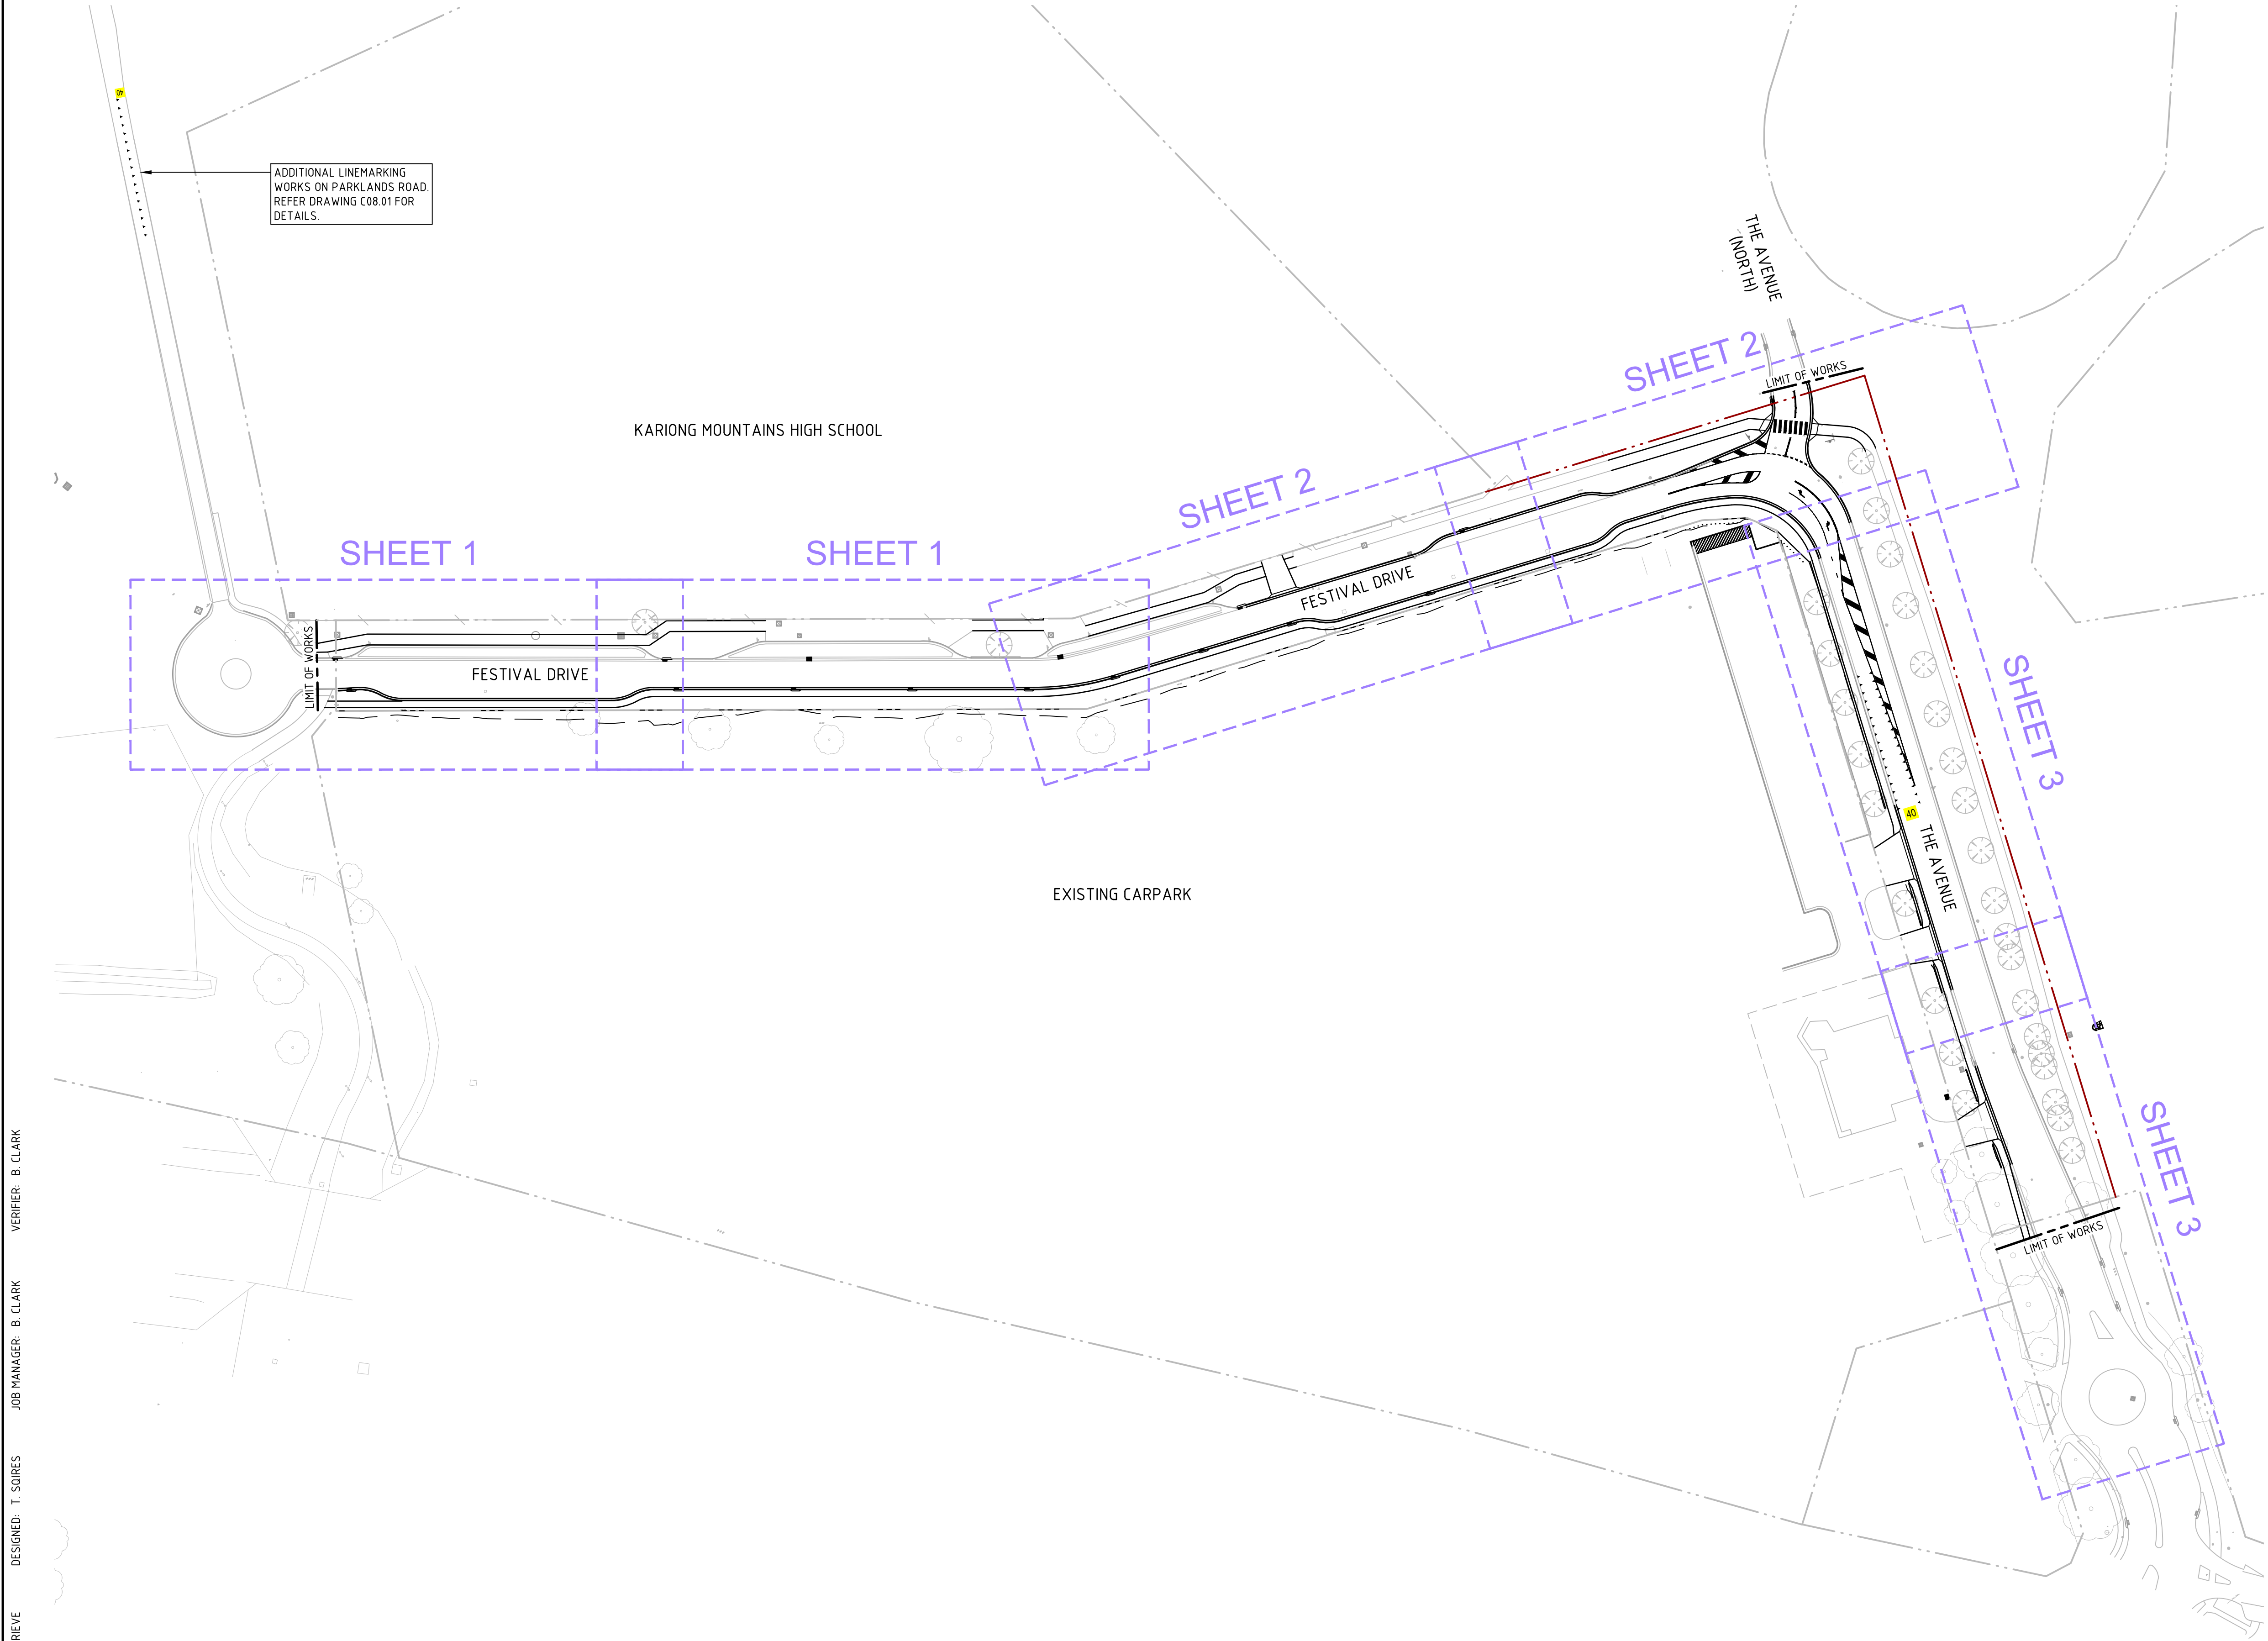 40
ADDITIONAL LINEMARKING
WORKS ON PARKLANDS ROAD.
REFER DRAWING C08.01 FOR
DETAILS.
THE AVENUE
(NORTH)
SHEET 2
LIMIT OF WORKS
KARIONG MOUNTAINS HIGH SCHOOL
SHEET 2
SHEET 1
SHEET 1
FESTIVAL DRIVE
LIMIT OF WORKS
FESTIVAL DRIVE
SHEET 3
40
THE AVENUE
EXISTING CARPARK
SHEET 3
LIMIT OF WORKS
VERIFIER: B. CLARK
JOB MANAGER: B. CLARK
DESIGNED: T. SQIRES
RIEVE